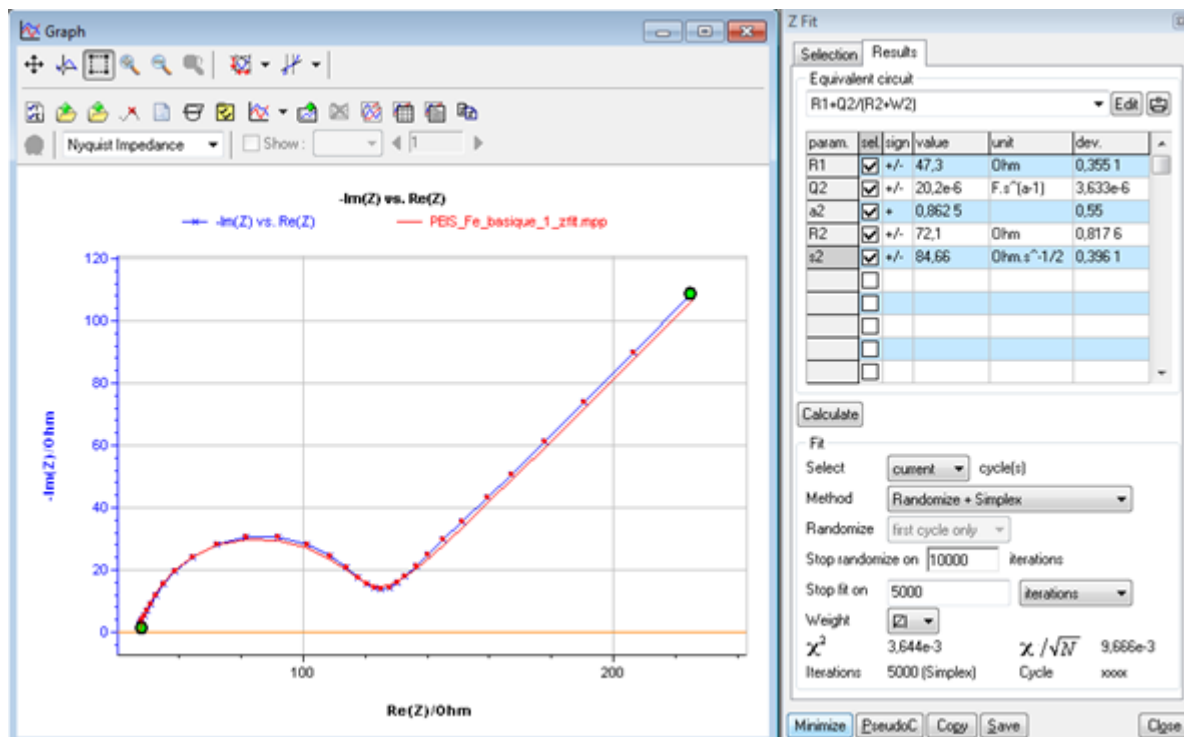 Graph
Nyquist Impedance
Show :
1
-Im(Z) vs. Re(Z)
-Im(Z) vs. Re(Z) PEIS_Fe_basique_1_zfit.mpp
120
100
80
60
40
20
0
-Im(Z)/Ohm
100 200
Re(Z)/Ohm
Z Fit
Selection Results
Equivalent circuit
R1+Q2/(R2+W2) Edit
param. sel. sign value unit dev.
R1 +/- 47,3 Ohm 0,355 1
Q2 +/- 20,2e-6 F.s^(a-1) 3,633e-6
a2 + 0,862 5 0,55
R2 +/- 72,1 Ohm 0,817 6
s2 +/- 84,66 Ohm.s^-1/2 0,396 1
Calculate
Fit
Select current cycle(s)
Method Randomize + Simplex
Randomize first cycle only
Stop randomize on 10000 iterations
Stop fit on 5000 iterations
Weight |Z|
χ² 3,644e-3 χ/√N 9,666e-3
Iterations 5000 (Simplex) Cycle xxxx
Minimize PseudoC Copy Save Close